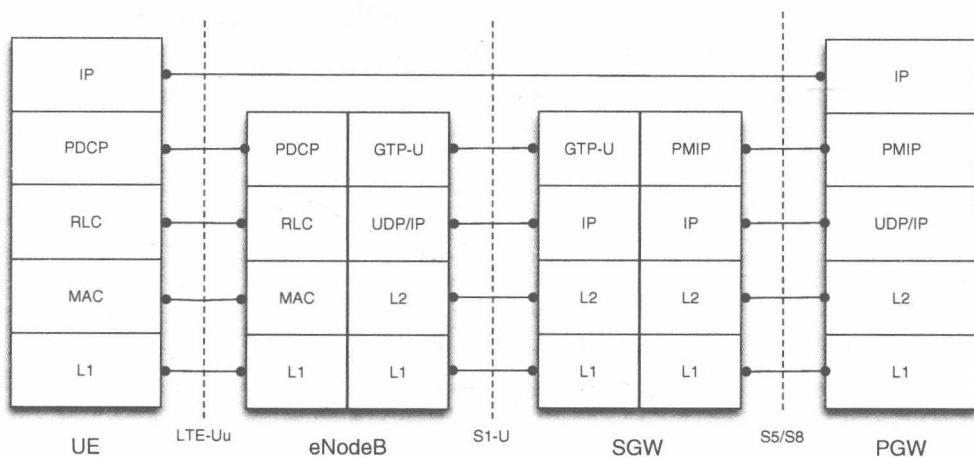 IP
IP
PDCP
PDCP
GTP-U
GTP-U
PMIP
PMIP
RLC
RLC
UDP/IP
IP
IP
UDP/IP
MAC
MAC
L2
L2
L2
L2
L1
L1
L1
L1
L1
L1
UE
LTE-Uu
eNodeB
S1-U
SGW
S5/S8
PGW